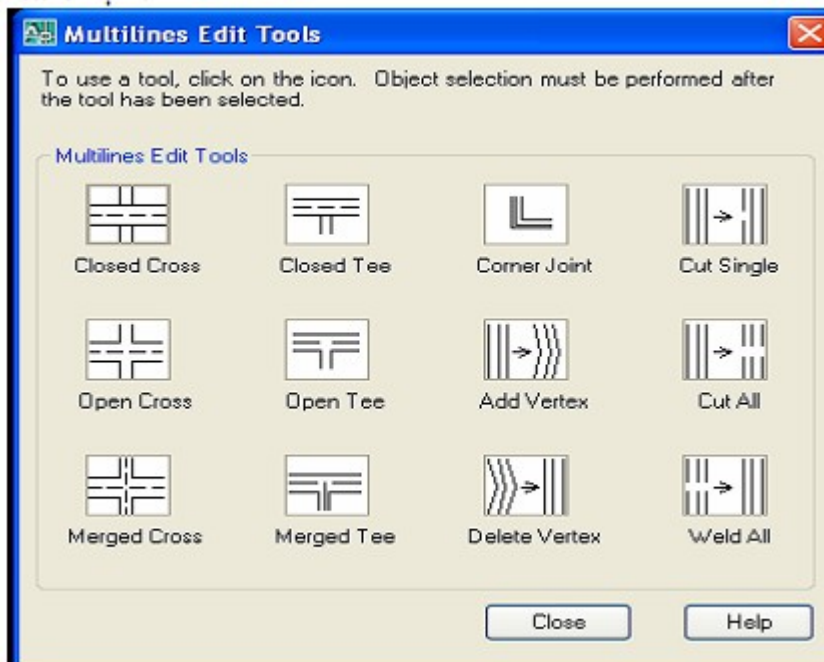 Multilines Edit Tools
To use a tool, click on the icon. Object selection must be performed after
the tool has been selected.
Multilines Edit Tools
Closed Cross
Closed Tee
Corner Joint
Cut Single
Open Cross
Open Tee
Add Vertex
Cut All
Merged Cross
Merged Tee
Delete Vertex
Weld All
Close
Help